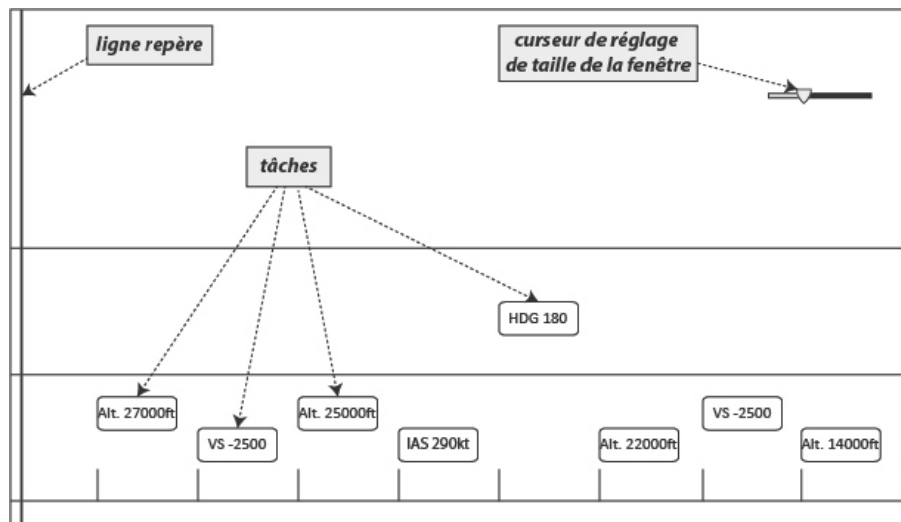 ligne repère
curseur de réglage
de taille de la fenêtre
tâches
HDG 180
Alt. 27000ft
Alt. 25000ft
VS -2500
VS -2500
IAS 290kt
Alt. 22000ft
Alt. 14000ft